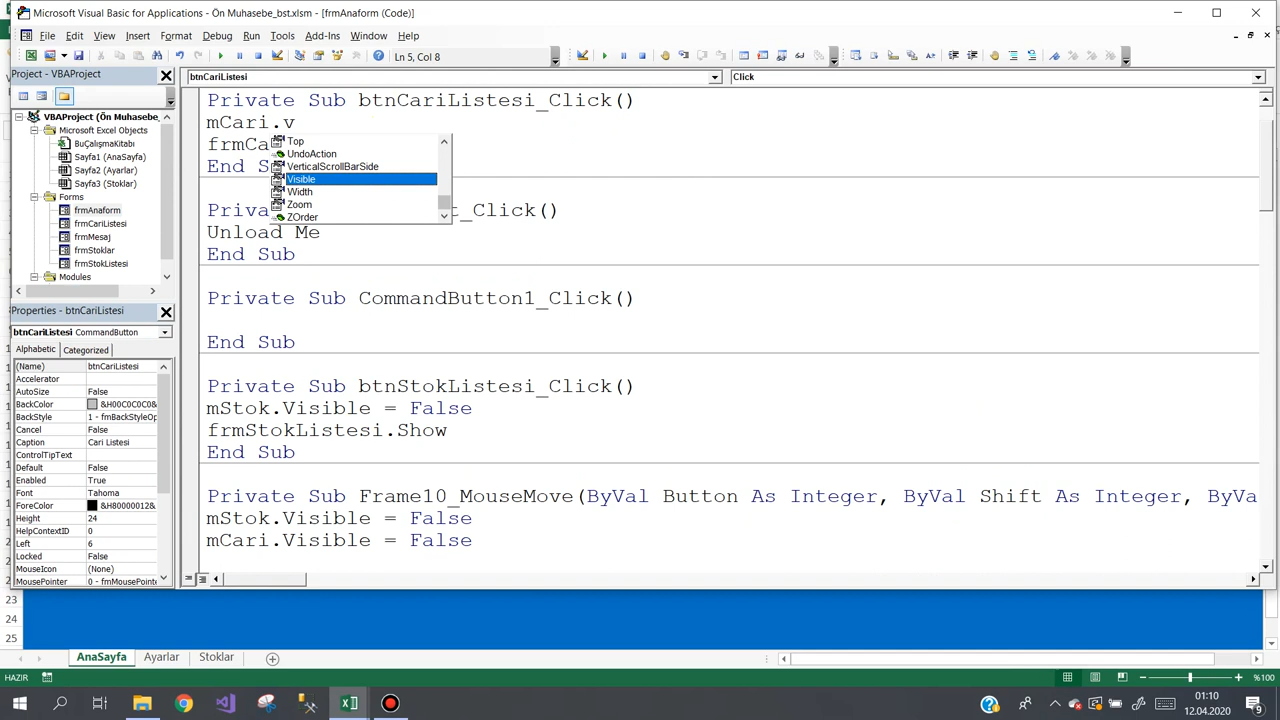 Microsoft Visual Basic for Applications - Ön Muhasebe_bst.xlsm - [frmAnaform (Code)]
File Edit View Insert Format Debug Run Tools Add-Ins Window Help
Ln 5, Col 8
Project - VBAProject
VBAProject (Ön Muhasebe_
Microsoft Excel Objects
BuÇalışmaKitabı
Sayfa1 (AnaSayfa)
Sayfa2 (Ayarlar)
Sayfa3 (Stoklar)
Forms
frmAnaform
frmCariListesi
frmMesaj
frmStoklar
frmStokListesi
Modules
Properties - btnCariListesi
btnCariListesi CommandButton
Alphabetic Categorized
(Name) btnCariListesi
Accelerator
AutoSize False
BackColor &H00C0C0C0&
BackStyle 1 - fmBackStyleOp
Cancel False
Caption Cari Listesi
ControlTipText
Default False
Enabled True
Font Tahoma
ForeColor &H80000012&
Height 24
HelpContextID 0
Left 6
Locked False
MouseIcon (None)
MousePointer 0 - fmMousePointe
btnCariListesi Click
Private Sub btnCariListesi_Click()
mCari.v
frmCa
End S
Top
UndoAction
VerticalScrollBarSide
Visible
Width
Zoom
ZOrder
Priva t_Click()
Unload Me
End Sub
Private Sub CommandButton1_Click()
End Sub
Private Sub btnStokListesi_Click()
mStok.Visible = False
frmStokListesi.Show
End Sub
Private Sub Frame10_MouseMove(ByVal Button As Integer, ByVal Shift As Integer, ByVa
mStok.Visible = False
mCari.Visible = False
23
24
25
AnaSayfa Ayarlar Stoklar
HAZIR %100
01:10
12.04.2020
9